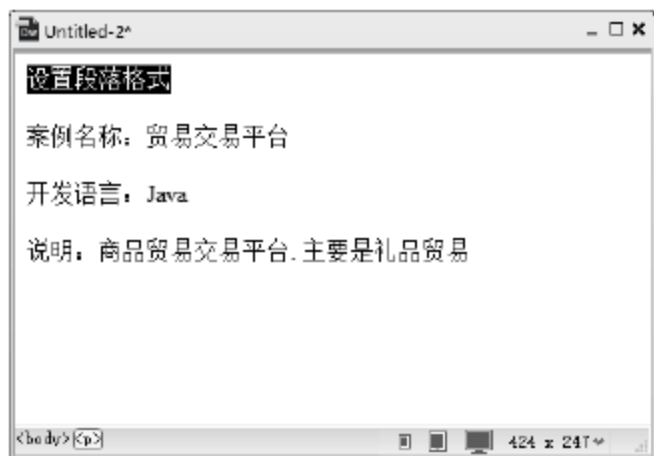 Dw Untitled-2*
设置段落格式
案例名称：贸易交易平台
开发语言：Java
说明：商品贸易交易平台.主要是礼品贸易
<body><p> 424 x 247